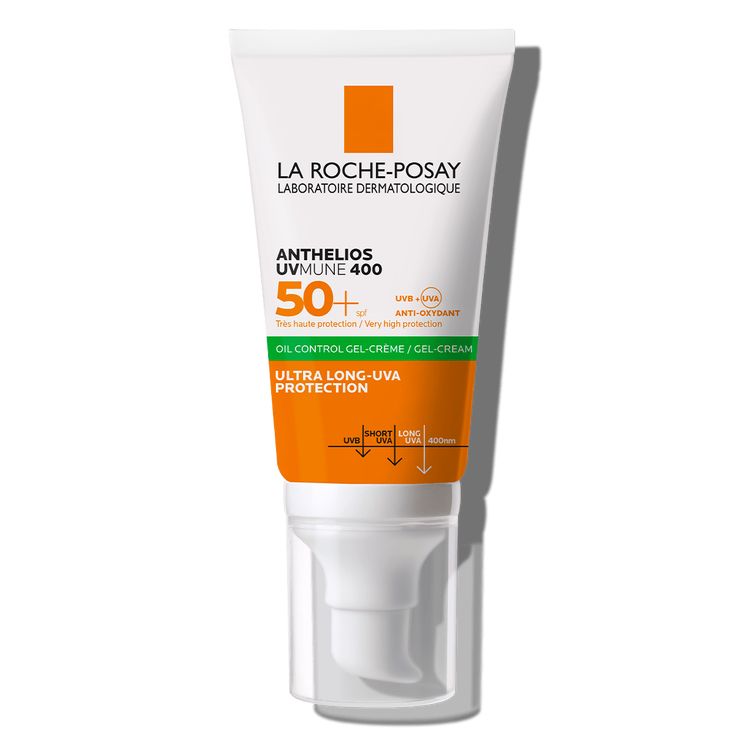 LA ROCHE-POSAY
LABORATOIRE DERMATOLOGIQUE
ANTHELIOS
UVMUNE 400
50+ spf
UVB + UVA
ANTI-OXYDANT
Très haute protection / Very high protection
OIL CONTROL GEL-CRÈME / GEL-CREAM
ULTRA LONG-UVA
PROTECTION
UVB
SHORT
UVA
LONG
UVA
400nm